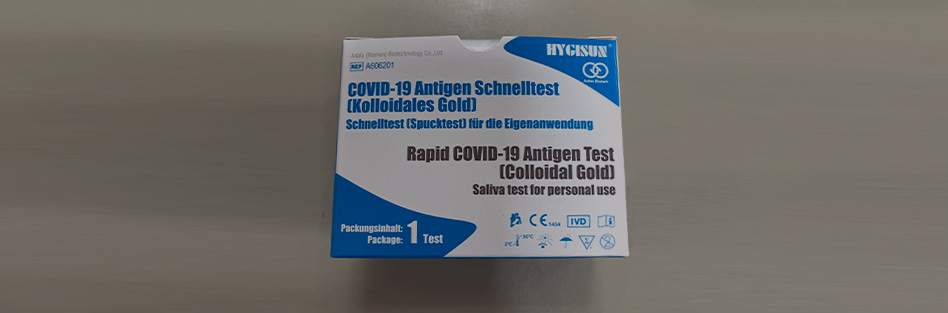 Anbio (Xiamen) Biotechnology Co., Ltd.
HYGISUN®
REF A606201
COVID-19 Antigen Schnelltest
(Kolloidales Gold)
Schnelltest (Spucktest) für die Eigenanwendung
Rapid COVID-19 Antigen Test
(Colloidal Gold)
Saliva test for personal use
Packungsinhalt:
Package: 1 Test
CE 1434 IVD
2°C 30°C